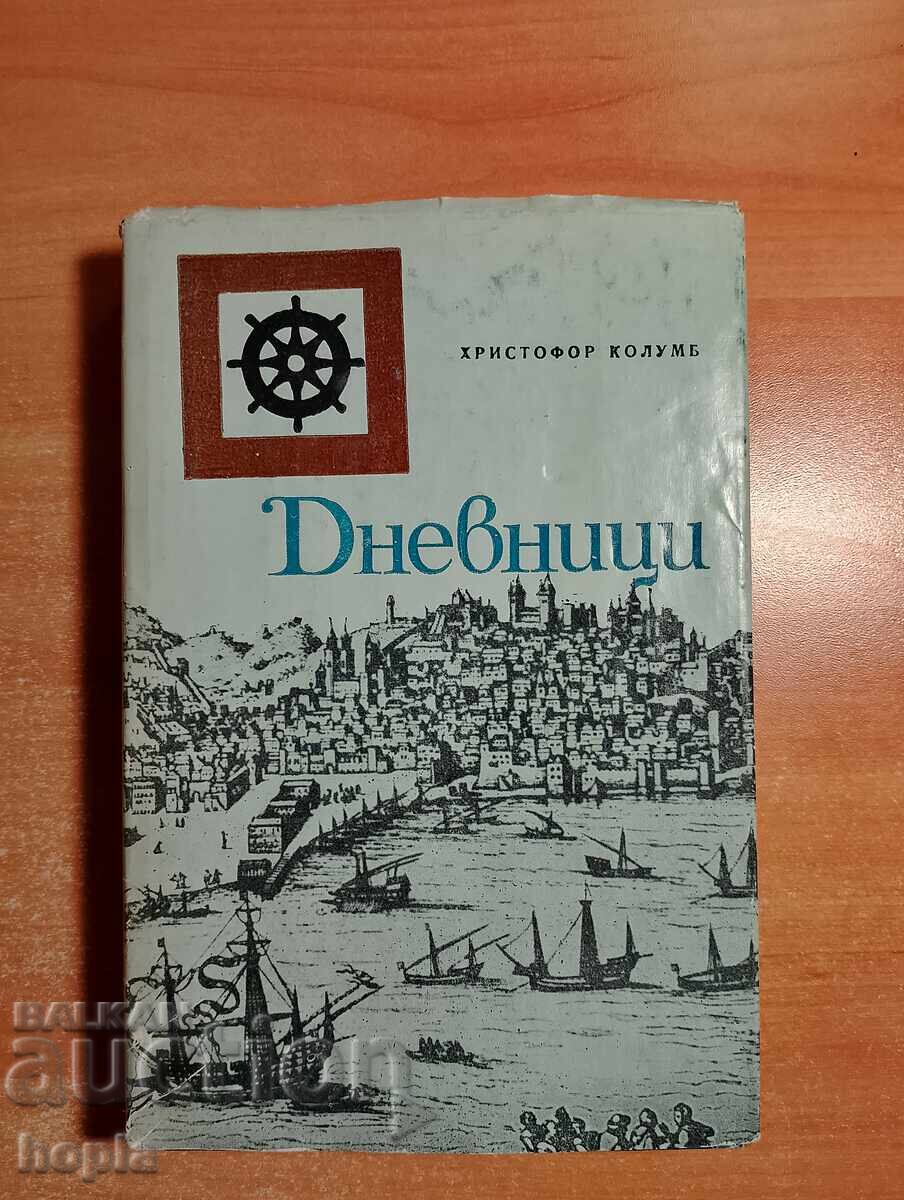 ХРИСТОФОР КОЛУМБ
Дневници
BALKAN
auction
hopla